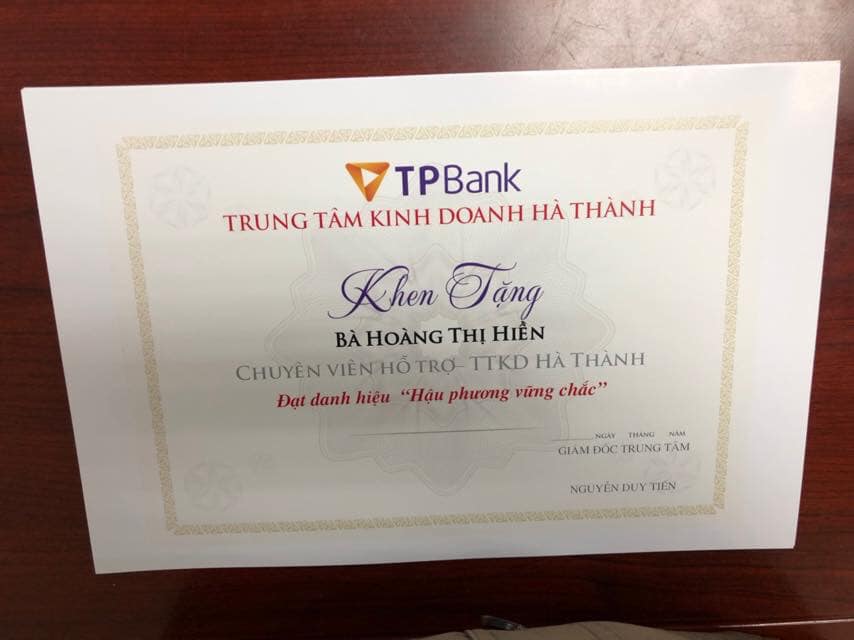 TPBank
TRUNG TÂM KINH DOANH HÀ THÀNH
Khen Tặng
BÀ HOÀNG THỊ HIỀN
CHUYÊN VIÊN HỖ TRỢ- TTKD HÀ THÀNH
Đạt danh hiệu “Hậu phương vững chắc”
NGÀY THÁNG NĂM
GIÁM ĐỐC TRUNG TÂM
NGUYỄN DUY TIẾN